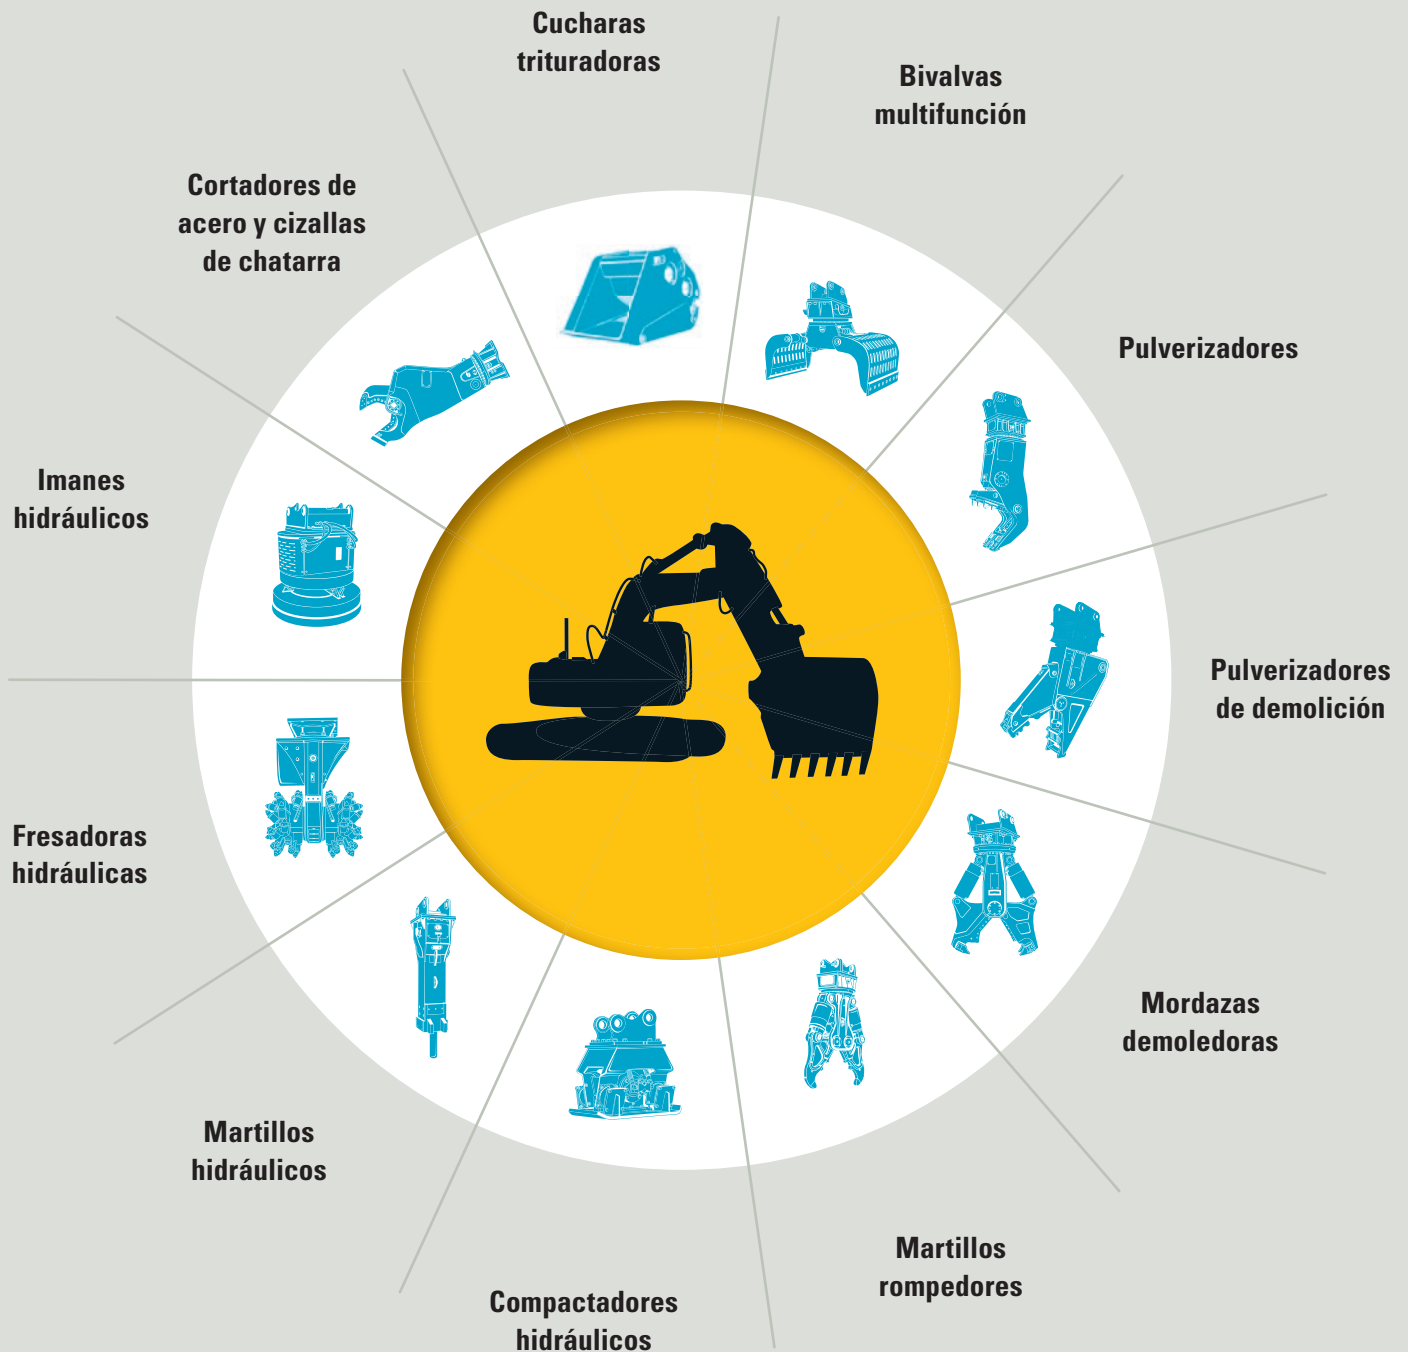 Cucharas
trituradoras
Bivalvas
multifunción
Cortadores de
acero y cizallas
de chatarra
Pulverizadores
Imanes
hidráulicos
Pulverizadores
de demolición
Fresadoras
hidráulicas
Mordazas
demoledoras
Martillos
hidráulicos
Martillos
rompedores
Compactadores
hidráulicos